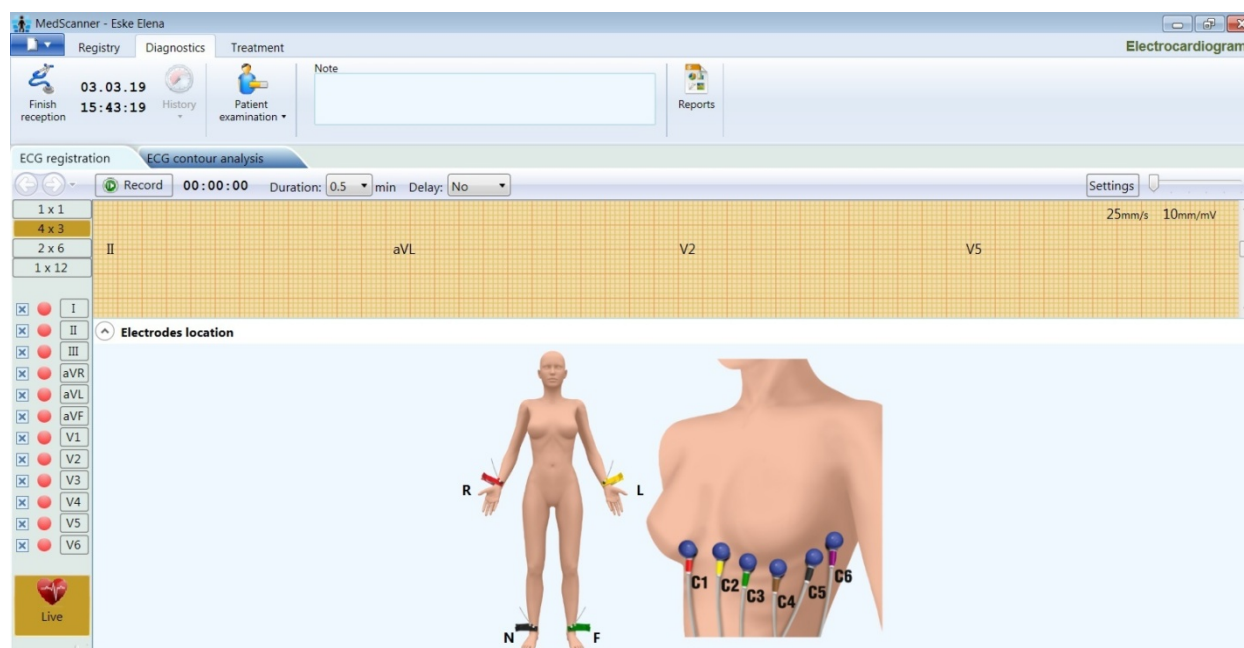 MedScanner - Eske Elena
Registry Diagnostics Treatment
Electrocardiogram
Finish reception
03.03.19
15:43:19
History
Patient examination
Note
Reports
ECG registration
ECG contour analysis
Record 00:00:00 Duration: 0.5 min Delay: No
Settings
1 x 1
4 x 3
2 x 6
1 x 12
25mm/s 10mm/mV
II aVL V2 V5
I
II
III
aVR
aVL
aVF
V1
V2
V3
V4
V5
V6
Live
Electrodes location
R
L
N
F
C1
C2
C3
C4
C5
C6